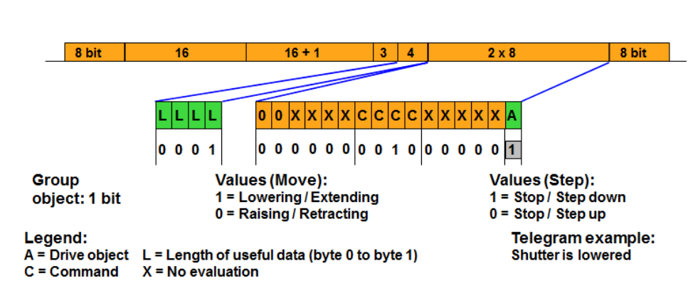 8 bit 16 16 + 1 3 4 2 x 8 8 bit
L L L L 0 0 X X X X C C C C X X X X X A
0 0 0 1 0 0 0 0 0 0 0 0 1 0 0 0 0 0 0 1
Group object: 1 bit
Values (Move):
1 = Lowering / Extending
0 = Raising / Retracting
Values (Step):
1 = Stop / Step down
0 = Stop / Step up
Legend:
A = Drive object L = Length of useful data (byte 0 to byte 1)
C = Command X = No evaluation
Telegram example:
Shutter is lowered